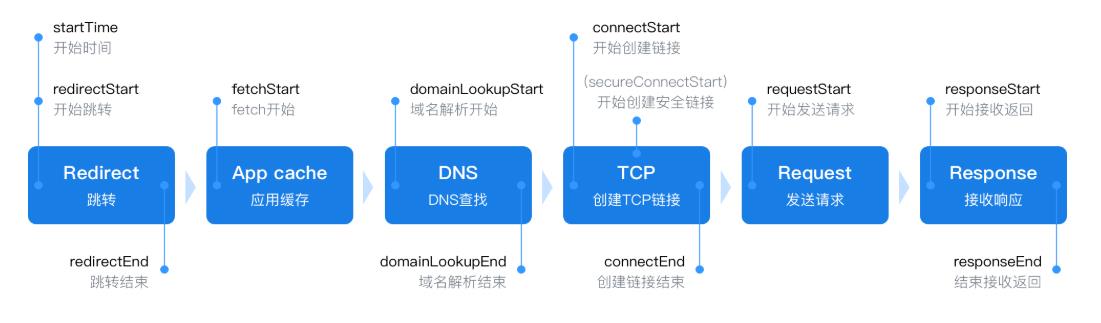 startTime
开始时间
redirectStart
开始跳转
Redirect
跳转
redirectEnd
跳转结束
fetchStart
fetch开始
App cache
应用缓存
domainLookupStart
域名解析开始
DNS
DNS查找
domainLookupEnd
域名解析结束
connectStart
开始创建链接
(secureConnectStart)
开始创建安全链接
TCP
创建TCP链接
connectEnd
创建链接结束
requestStart
开始发送请求
Request
发送请求
responseStart
开始接收返回
Response
接收响应
responseEnd
结束接收返回